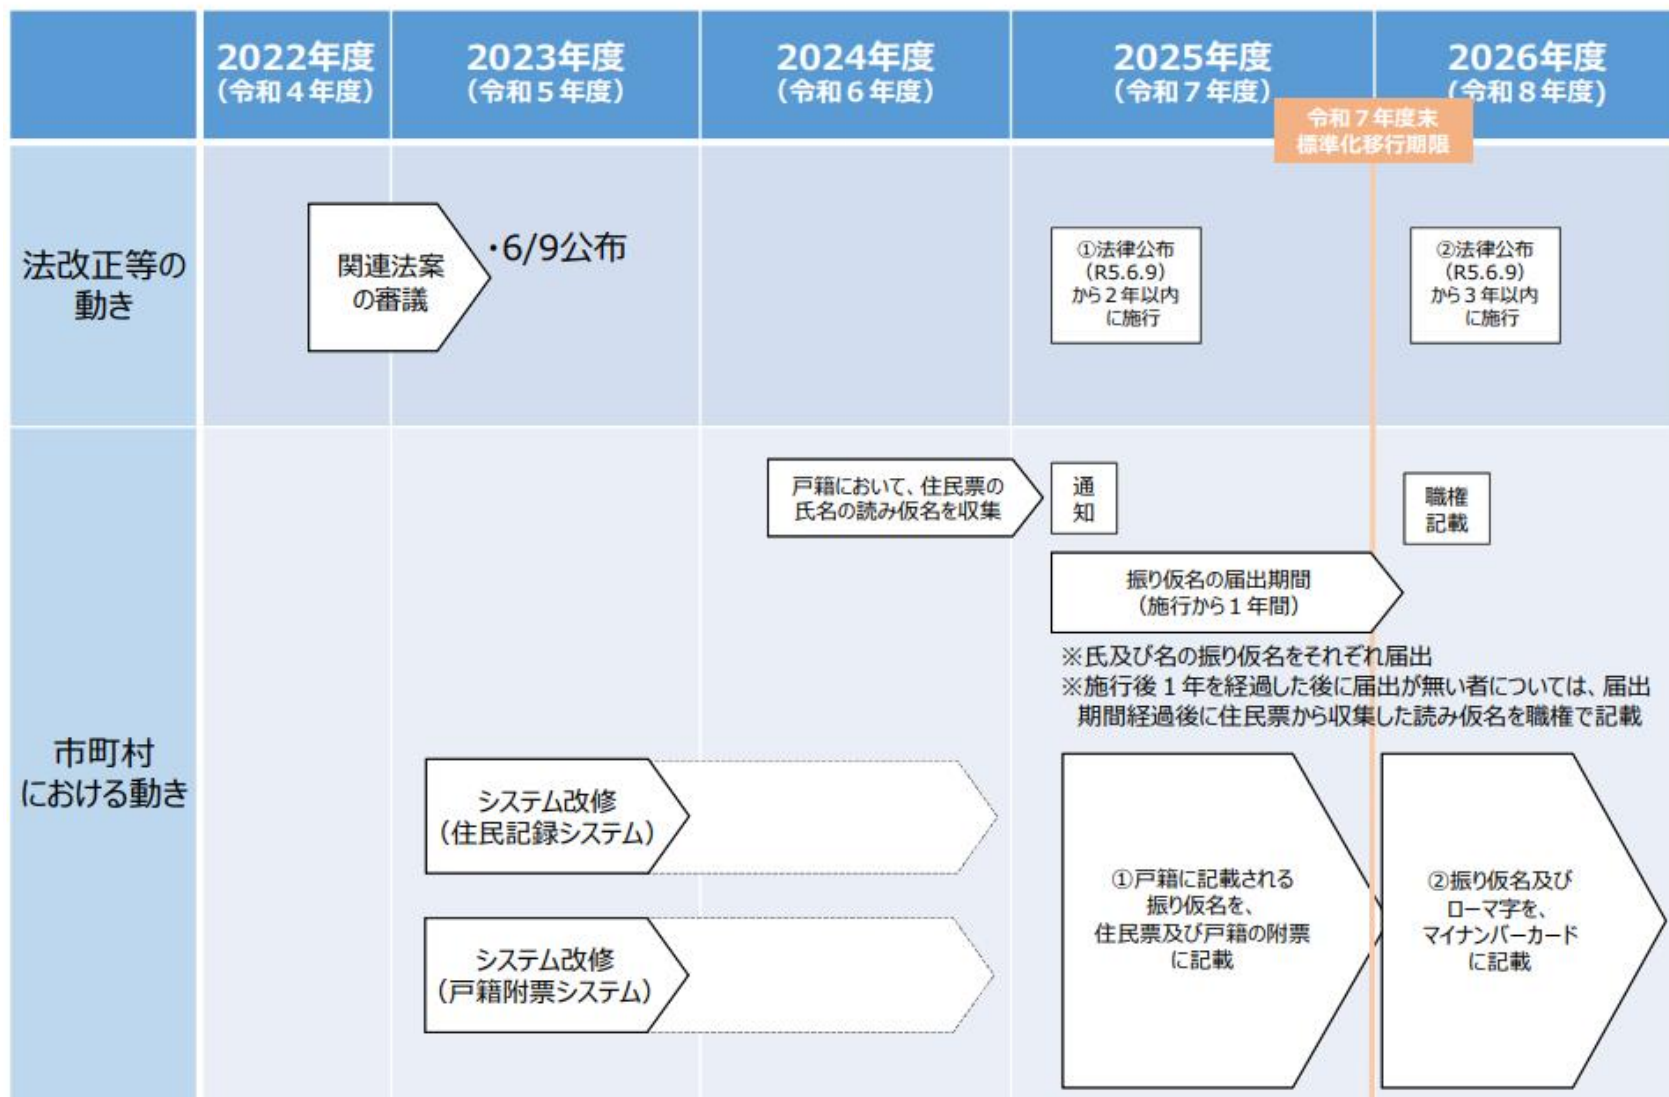 2022年度
(令和4年度)
2023年度
(令和5年度)
2024年度
(令和6年度)
2025年度
(令和7年度)
2026年度
(令和8年度)
令和7年度末
標準化移行期限
法改正等の
動き
関連法案
の審議
・6/9公布
①法律公布
(R5.6.9)
から2年以内
に施行
②法律公布
(R5.6.9)
から3年以内
に施行
市町村
における動き
戸籍において、住民票の
氏名の読み仮名を収集
通
知
職権
記載
振り仮名の届出期間
(施行から1年間)
※氏及び名の振り仮名をそれぞれ届出
※施行後1年を経過した後に届出が無い者については、届出
期間経過後に住民票から収集した読み仮名を職権で記載
システム改修
(住民記録システム)
システム改修
(戸籍附票システム)
①戸籍に記載される
振り仮名を、
住民票及び戸籍の附票
に記載
②振り仮名及び
ローマ字を、
マイナンバーカード
に記載